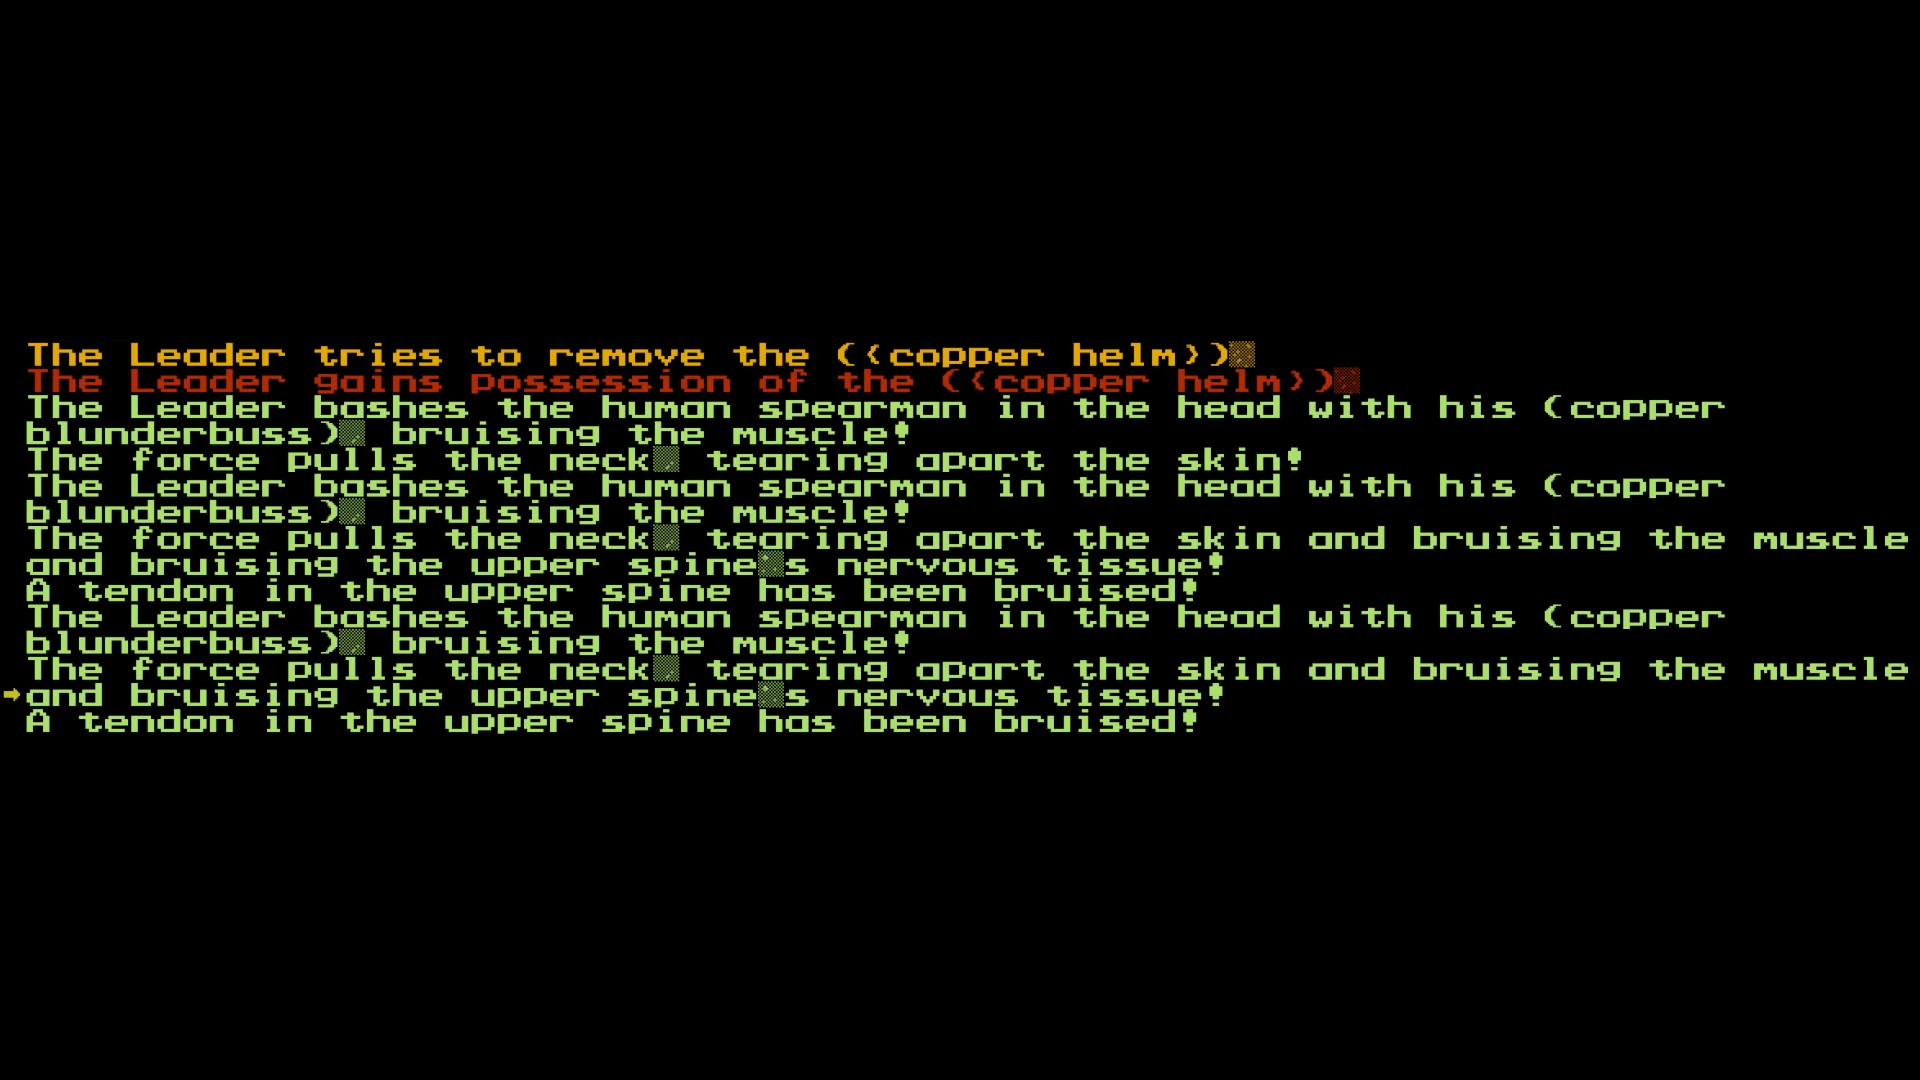 The Leader tries to remove the (‹copper helm›).
The Leader gains possession of the (‹copper helm›).
The Leader bashes the human spearman in the head with his (copper
blunderbuss), bruising the muscle!
The force pulls the neck, tearing apart the skin!
The Leader bashes the human spearman in the head with his (copper
blunderbuss), bruising the muscle!
The force pulls the neck, tearing apart the skin and bruising the muscle
and bruising the upper spine's nervous tissue!
A tendon in the upper spine has been bruised!
The Leader bashes the human spearman in the head with his (copper
blunderbuss), bruising the muscle!
The force pulls the neck, tearing apart the skin and bruising the muscle
and bruising the upper spine's nervous tissue!
A tendon in the upper spine has been bruised!